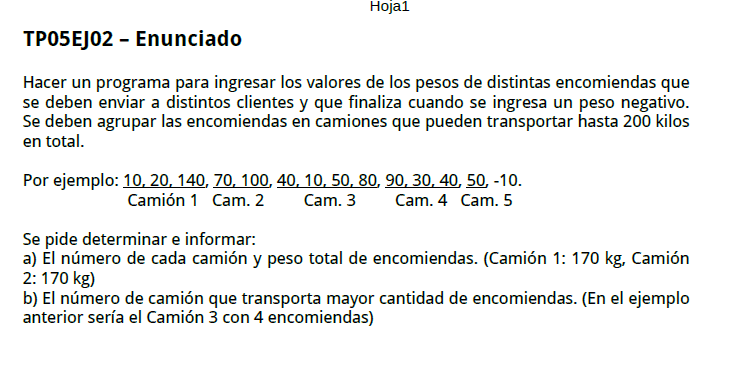 Hoja1
TP05EJ02 – Enunciado
Hacer un programa para ingresar los valores de los pesos de distintas encomiendas que
se deben enviar a distintos clientes y que finaliza cuando se ingresa un peso negativo.
Se deben agrupar las encomiendas en camiones que pueden transportar hasta 200 kilos
en total.
Por ejemplo: 10, 20, 140, 70, 100, 40, 10, 50, 80, 90, 30, 40, 50, -10.
Camión 1 Cam. 2 Cam. 3 Cam. 4 Cam. 5
Se pide determinar e informar:
a) El número de cada camión y peso total de encomiendas. (Camión 1: 170 kg, Camión
2: 170 kg)
b) El número de camión que transporta mayor cantidad de encomiendas. (En el ejemplo
anterior sería el Camión 3 con 4 encomiendas)